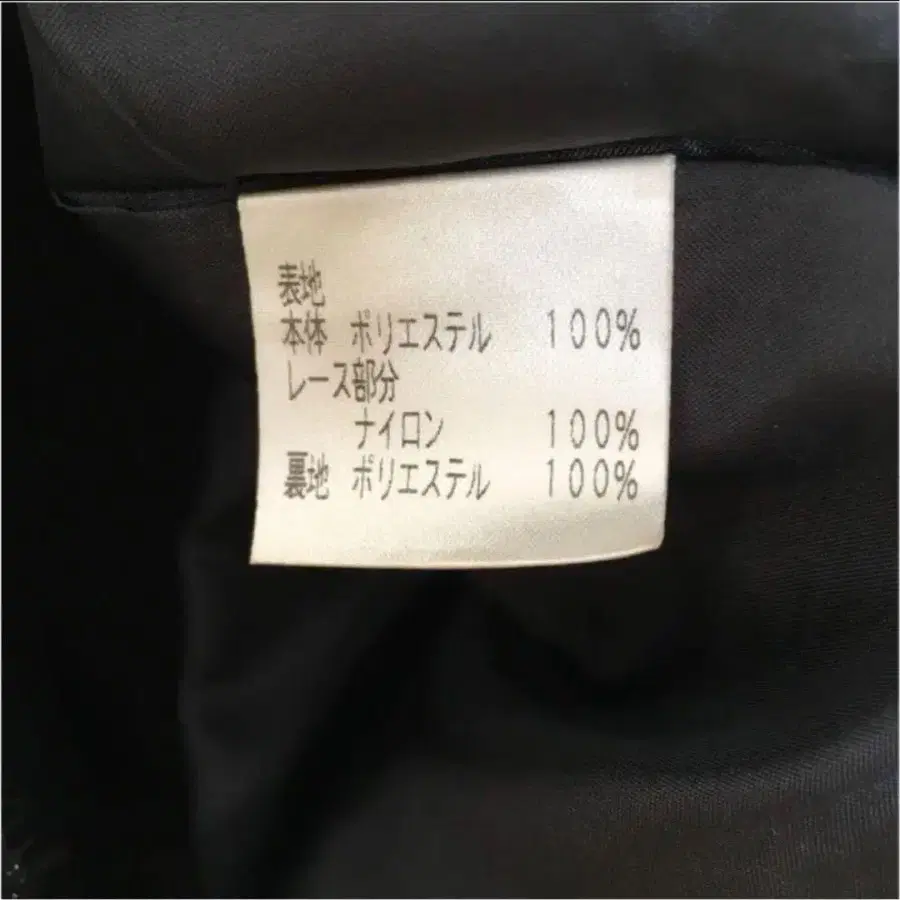 表地
本体 ポリエステル 100%
レース部分
ナイロン 100%
裏地 ポリエステル 100%